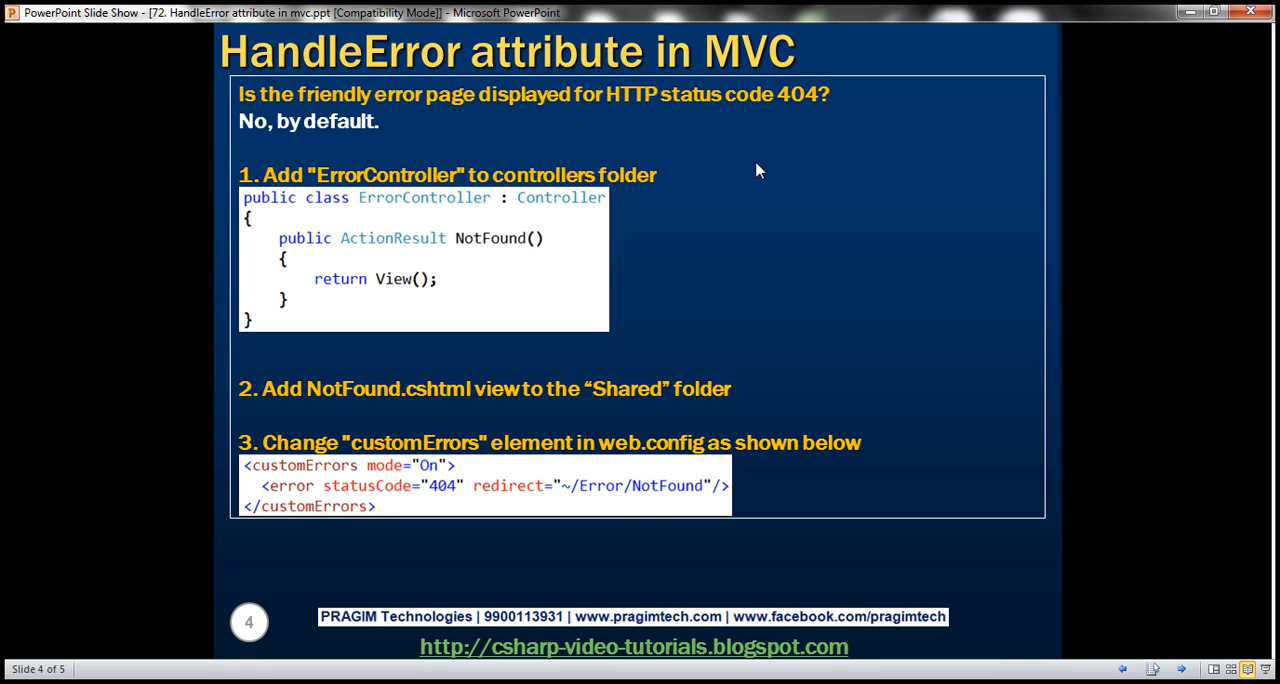 PowerPoint Slide Show - [72. HandleError attribute in mvc.ppt [Compatibility Mode]] - Microsoft PowerPoint
HandleError attribute in MVC
Is the friendly error page displayed for HTTP status code 404?
No, by default.
1. Add "ErrorController" to controllers folder
public class ErrorController : Controller
{
    public ActionResult NotFound()
    {
        return View();
    }
}
2. Add NotFound.cshtml view to the “Shared” folder
3. Change "customErrors" element in web.config as shown below
<customErrors mode="On">
  <error statusCode="404" redirect="~/Error/NotFound"/>
</customErrors>
4
PRAGIM Technologies | 9900113931 | www.pragimtech.com | www.facebook.com/pragimtech
http://csharp-video-tutorials.blogspot.com
Slide 4 of 5